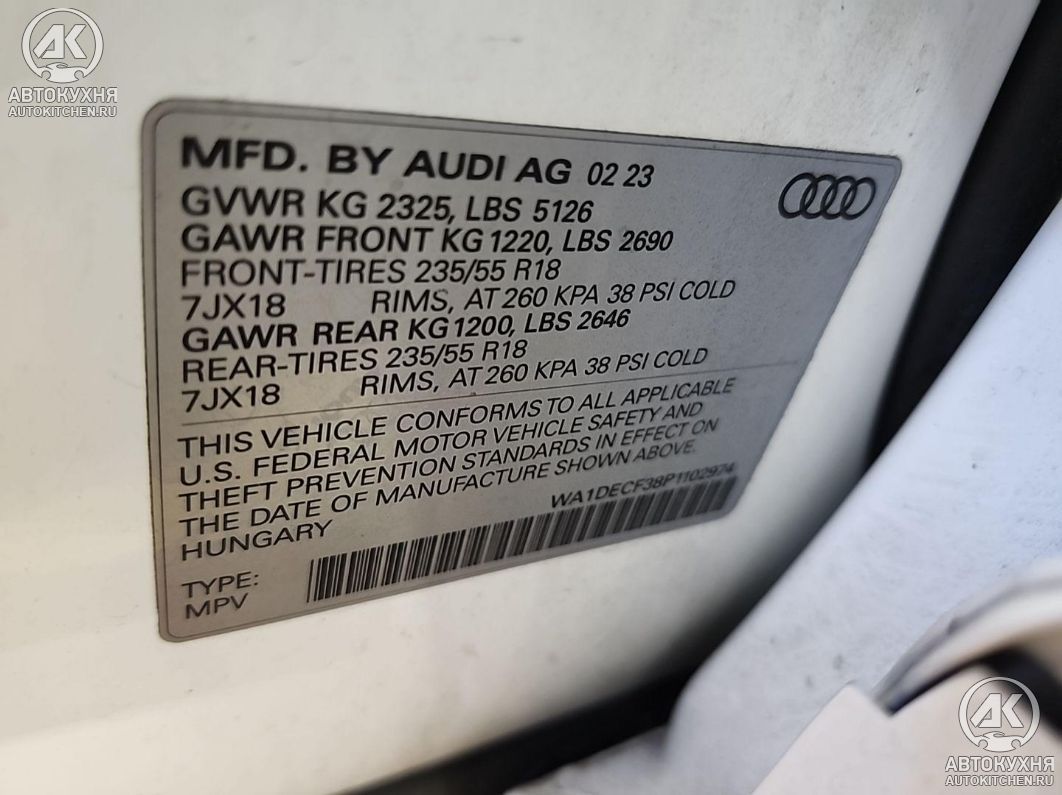 АК
АВТОКУХНЯ
AUTOKITCHEN.RU
MFD. BY AUDI AG 02 23
GVWR KG 2325, LBS 5126
GAWR FRONT KG 1220, LBS 2690
FRONT-TIRES 235/55 R18
7JX18 RIMS, AT 260 KPA 38 PSI COLD
GAWR REAR KG 1200, LBS 2646
REAR-TIRES 235/55 R18
7JX18 RIMS, AT 260 KPA 38 PSI COLD
THIS VEHICLE CONFORMS TO ALL APPLICABLE
U.S. FEDERAL MOTOR VEHICLE SAFETY AND
THEFT PREVENTION STANDARDS IN EFFECT ON
THE DATE OF MANUFACTURE SHOWN ABOVE.
HUNGARY
WA1DECF38P1102974
TYPE:
MPV
АК
АВТОКУХНЯ
AUTOKITCHEN.RU